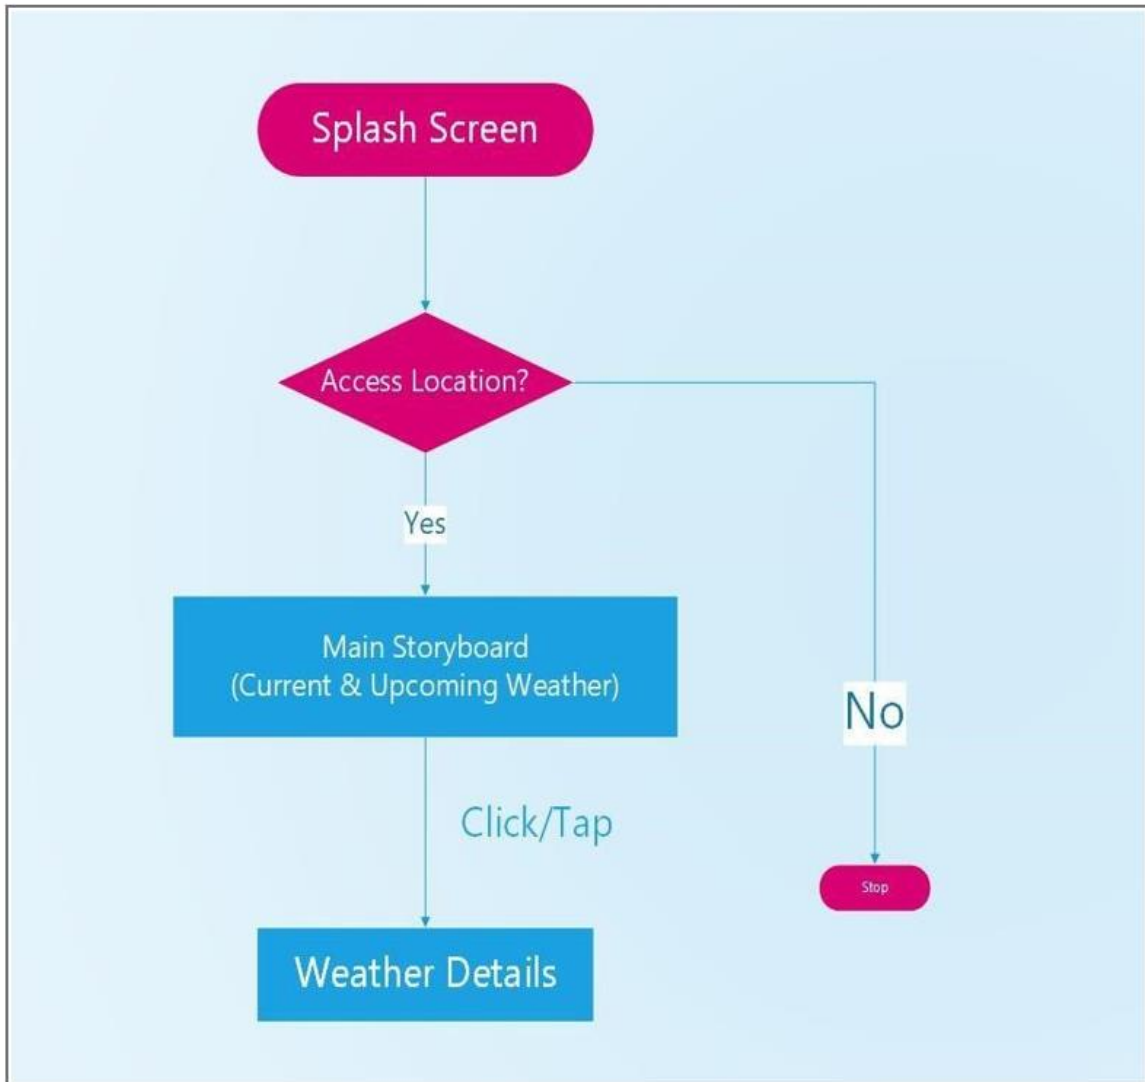 Splash Screen
Access Location?
Yes
Main Storyboard
(Current & Upcoming Weather)
No
Click/Tap
Stop
Weather Details